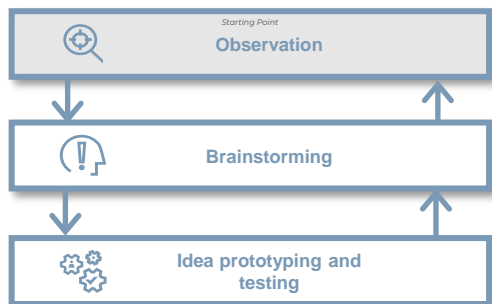 Starting Point
Observation
Brainstorming
Idea prototyping and
testing